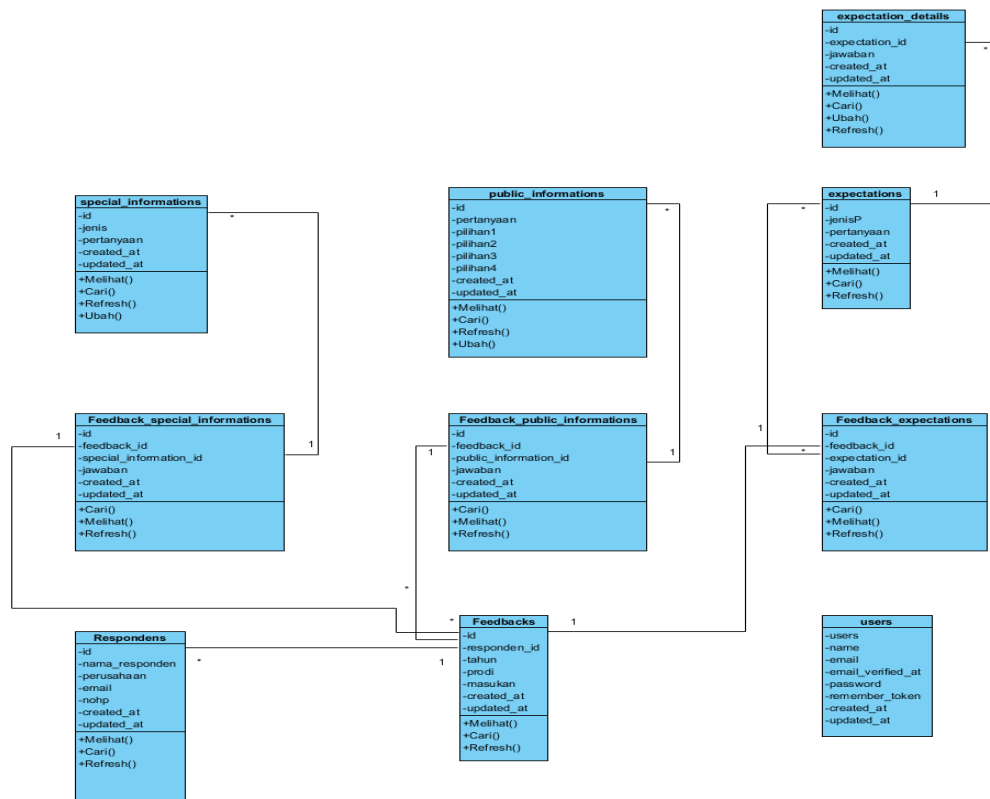 expectation_details
-id
-expectation_id
-jawaban
-created_at
-updated_at
+Melihat()
+Cari()
+Ubah()
+Refresh()
*
special_informations
-id
-jenis
-pertanyaan
-created_at
-updated_at
+Melihat()
+Cari()
+Refresh()
+Ubah()
*
public_informations
-id
-pertanyaan
-pilihan1
-pilihan2
-pilihan3
-pilihan4
-created_at
-updated_at
+Melihat()
+Cari()
+Refresh()
+Ubah()
*
expectations
-id
-jenisP
-pertanyaan
-created_at
-updated_at
+Melihat()
+Cari()
+Refresh()
1
*
Feedback_special_informations
-id
-feedback_id
-special_information_id
-jawaban
-created_at
-updated_at
+Cari()
+Melihat()
+Refresh()
1
1
Feedback_public_informations
-id
-feedback_id
-public_information_id
-jawaban
-created_at
-updated_at
+Cari()
+Melihat()
+Refresh()
1
1
*
Feedback_expectations
-id
-feedback_id
-expectation_id
-jawaban
-created_at
-updated_at
+Cari()
+Melihat()
+Refresh()
1
*
Respondens
-id
-nama_responden
-perusahaan
-email
-nohp
-created_at
-updated_at
+Melihat()
+Cari()
+Refresh()
*
1
*
Feedbacks
-id
-responden_id
-tahun
-prodi
-masukan
-created_at
-updated_at
+Melihat()
+Cari()
+Refresh()
1
users
-users
-name
-email
-email_verified_at
-password
-remember_token
-created_at
-updated_at